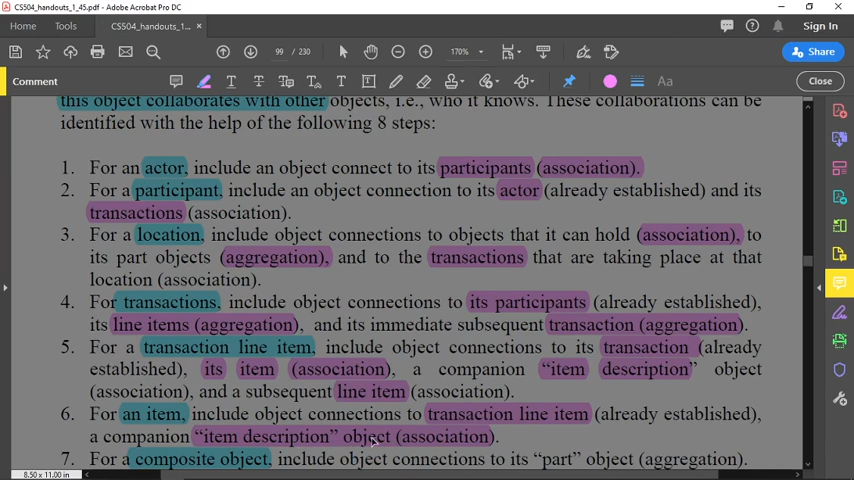 CS504_handouts_1_45.pdf - Adobe Acrobat Pro DC
Home Tools CS504_handouts_1... × Sign In
99 / 230 170% Share
Comment Aa Close
this object collaborates with other objects, i.e., who it knows. These collaborations can be
identified with the help of the following 8 steps:
1. For an actor, include an object connect to its participants (association).
2. For a participant, include an object connection to its actor (already established) and its
transactions (association).
3. For a location, include object connections to objects that it can hold (association), to
its part objects (aggregation), and to the transactions that are taking place at that
location (association).
4. For transactions, include object connections to its participants (already established),
its line items (aggregation), and its immediate subsequent transaction (aggregation).
5. For a transaction line item, include object connections to its transaction (already
established), its item (association), a companion “item description” object
(association), and a subsequent line item (association).
6. For an item, include object connections to transaction line item (already established),
a companion “item description” object (association).
7. For a composite object, include object connections to its “part” object (aggregation).
8.50 x 11.00 in